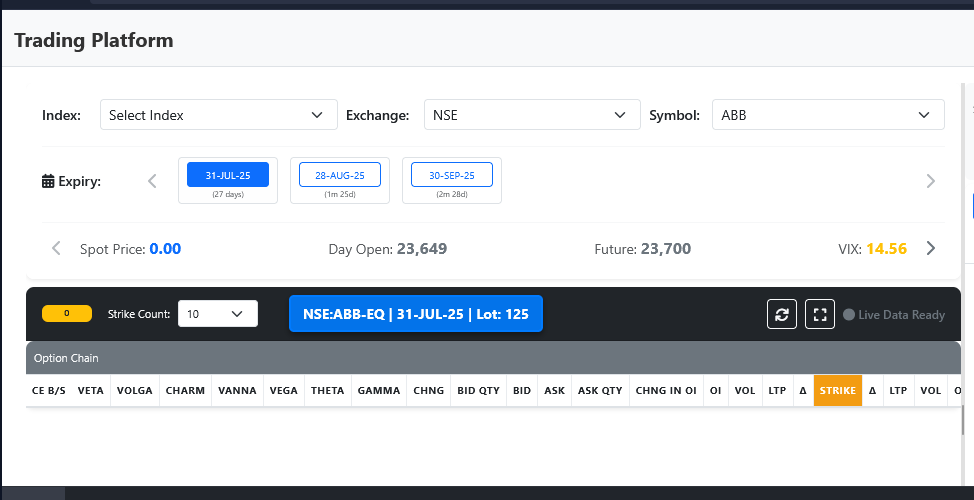 Trading Platform
Index: Select Index Exchange: NSE Symbol: ABB
Expiry: 31-JUL-25 28-AUG-25 30-SEP-25
(27 days) (1m 25d) (2m 28d)
Spot Price: 0.00 Day Open: 23,649 Future: 23,700 VIX: 14.56
0 Strike Count: 10 NSE:ABB-EQ | 31-JUL-25 | Lot: 125 Live Data Ready
Option Chain
CE B/S VETA VOLGA CHARM VANNA VEGA THETA GAMMA CHNG BID QTY BID ASK ASK QTY CHNG IN OI OI VOL LTP Δ STRIKE Δ LTP VOL